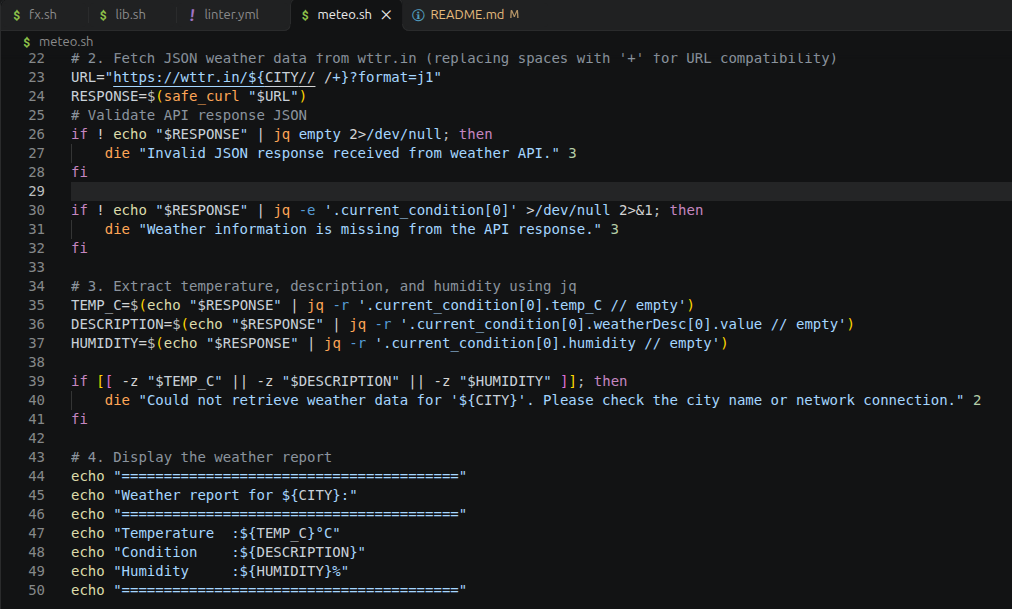 $ fx.sh $ lib.sh ! linter.yml $ meteo.sh × README.md M
$ meteo.sh
22 # 2. Fetch JSON weather data from wttr.in (replacing spaces with '+' for URL compatibility)
23 URL="https://wttr.in/${CITY// /+}?format=j1"
24 RESPONSE=$(safe_curl "$URL")
25 # Validate API response JSON
26 if ! echo "$RESPONSE" | jq empty 2>/dev/null; then
27     die "Invalid JSON response received from weather API." 3
28 fi
29
30 if ! echo "$RESPONSE" | jq -e '.current_condition[0]' >/dev/null 2>&1; then
31     die "Weather information is missing from the API response." 3
32 fi
33
34 # 3. Extract temperature, description, and humidity using jq
35 TEMP_C=$(echo "$RESPONSE" | jq -r '.current_condition[0].temp_C // empty')
36 DESCRIPTION=$(echo "$RESPONSE" | jq -r '.current_condition[0].weatherDesc[0].value // empty')
37 HUMIDITY=$(echo "$RESPONSE" | jq -r '.current_condition[0].humidity // empty')
38
39 if [[ -z "$TEMP_C" || -z "$DESCRIPTION" || -z "$HUMIDITY" ]]; then
40     die "Could not retrieve weather data for '${CITY}'. Please check the city name or network connection." 2
41 fi
42
43 # 4. Display the weather report
44 echo "========================================"
45 echo "Weather report for ${CITY}:"
46 echo "========================================"
47 echo "Temperature  :${TEMP_C}°C"
48 echo "Condition    :${DESCRIPTION}"
49 echo "Humidity     :${HUMIDITY}%"
50 echo "========================================"